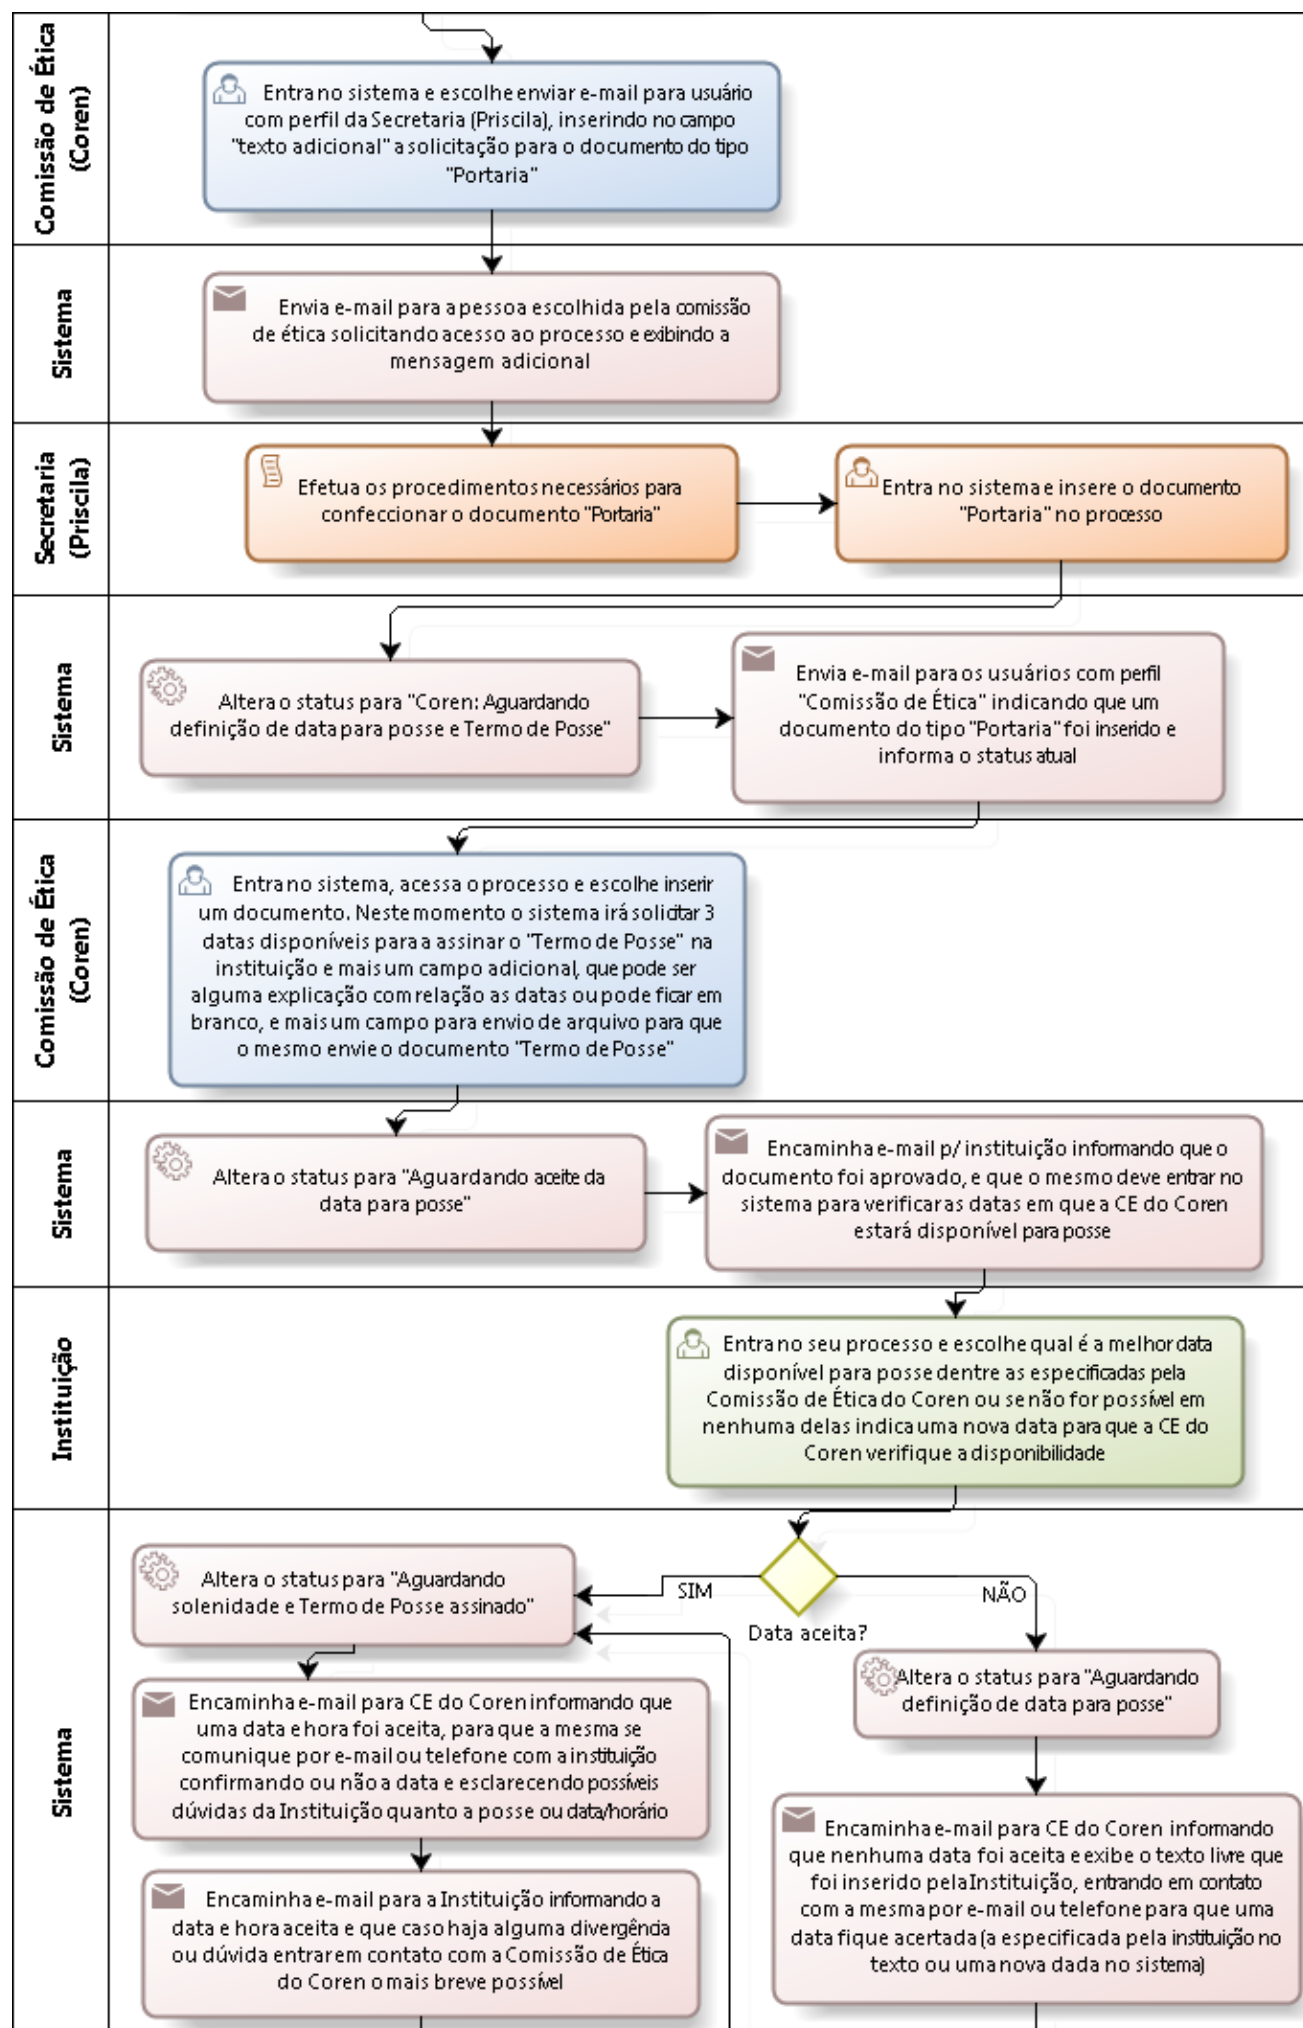 Comissão de Ética
(Coren)
Entra no sistema e escolhe enviar e-mail para usuário
com perfil da Secretaria (Priscila), inserindo no campo
"texto adicional" a solicitação para o documento do tipo
"Portaria"
Sistema
Envia e-mail para a pessoa escolhida pela comissão
de ética solicitando acesso ao processo e exibindo a
mensagem adicional
Secretaria
(Priscila)
Efetua os procedimentos necessários para
confeccionar o documento "Portaria"
Entra no sistema e insere o documento
"Portaria" no processo
Sistema
Altera o status para "Coren: Aguardando
definição de data para posse e Termo de Posse"
Envia e-mail para os usuários com perfil
"Comissão de Ética" indicando que um
documento do tipo "Portaria" foi inserido e
informa o status atual
Comissão de Ética
(Coren)
Entra no sistema, acessa o processo e escolhe inserir
um documento. Neste momento o sistema irá solicitar 3
datas disponíveis para a assinar o "Termo de Posse" na
instituição e mais um campo adicional, que pode ser
alguma explicação com relação as datas ou pode ficar em
branco, e mais um campo para envio de arquivo para que
o mesmo envie o documento "Termo de Posse"
Sistema
Altera o status para "Aguardando aceite da
data para posse"
Encaminha e-mail p/ instituição informando que o
documento foi aprovado, e que o mesmo deve entrar no
sistema para verificar as datas em que a CE do Coren
estará disponível para posse
Instituição
Entra no seu processo e escolhe qual é a melhor data
disponível para posse dentre as especificadas pela
Comissão de Ética do Coren ou se não for possível em
nenhuma delas indica uma nova data para que a CE do
Coren verifique a disponibilidade
Sistema
Data aceita?
SIM
NÃO
Altera o status para "Aguardando
solenidade e Termo de Posse assinado"
Encaminha e-mail para CE do Coren informando que
uma data e hora foi aceita, para que a mesma se
comunique por e-mail ou telefone com a instituição
confirmando ou não a data e esclarecendo possíveis
dúvidas da Instituição quanto a posse ou data/horário
Encaminha e-mail para a Instituição informando a
data e hora aceita e que caso haja alguma divergência
ou dúvida entrar em contato com a Comissão de Ética
do Coren o mais breve possível
Altera o status para "Aguardando
definição de data para posse"
Encaminha e-mail para CE do Coren informando
que nenhuma data foi aceita e exibe o texto livre que
foi inserido pela Instituição, entrando em contato
com a mesma por e-mail ou telefone para que uma
data fique acertada (a especificada pela instituição no
texto ou uma nova dada no sistema)